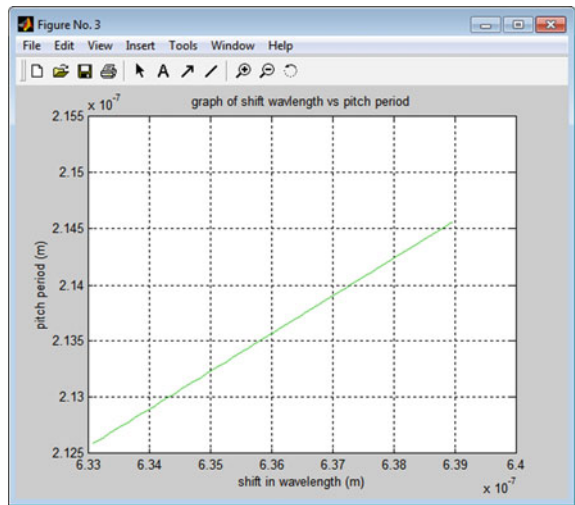 Figure No. 3
File Edit View Insert Tools Window Help
A
x 10^-7
graph of shift wavlength vs pitch period
2.155
2.15
2.145
2.14
2.135
2.13
2.125
pitch period (m)
6.33 6.34 6.35 6.36 6.37 6.38 6.39 6.4
shift in wavelength (m)
x 10^-7